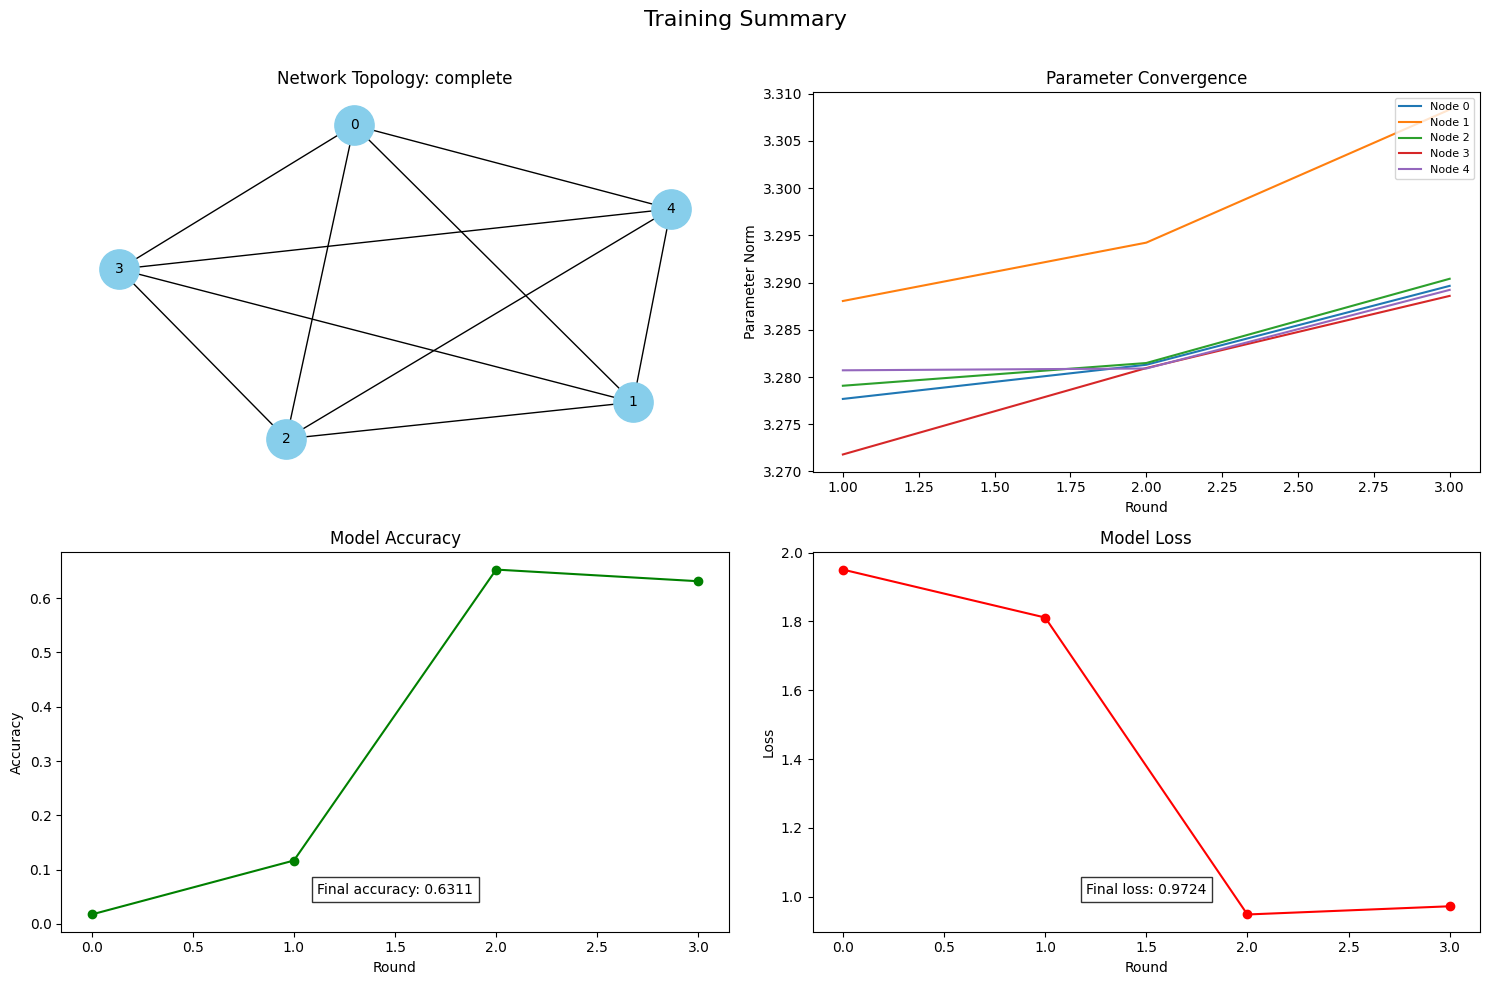 Training Summary
Network Topology: complete
0
4
3
1
2
Parameter Convergence
3.310
3.305
3.300
3.295
3.290
3.285
3.280
3.275
3.270
Parameter Norm
Node 0
Node 1
Node 2
Node 3
Node 4
1.00 1.25 1.50 1.75 2.00 2.25 2.50 2.75 3.00
Round
Model Accuracy
0.6
0.5
0.4
0.3
0.2
0.1
0.0
Accuracy
Final accuracy: 0.6311
0.0 0.5 1.0 1.5 2.0 2.5 3.0
Round
Model Loss
2.0
1.8
1.6
1.4
1.2
1.0
Loss
Final loss: 0.9724
0.0 0.5 1.0 1.5 2.0 2.5 3.0
Round